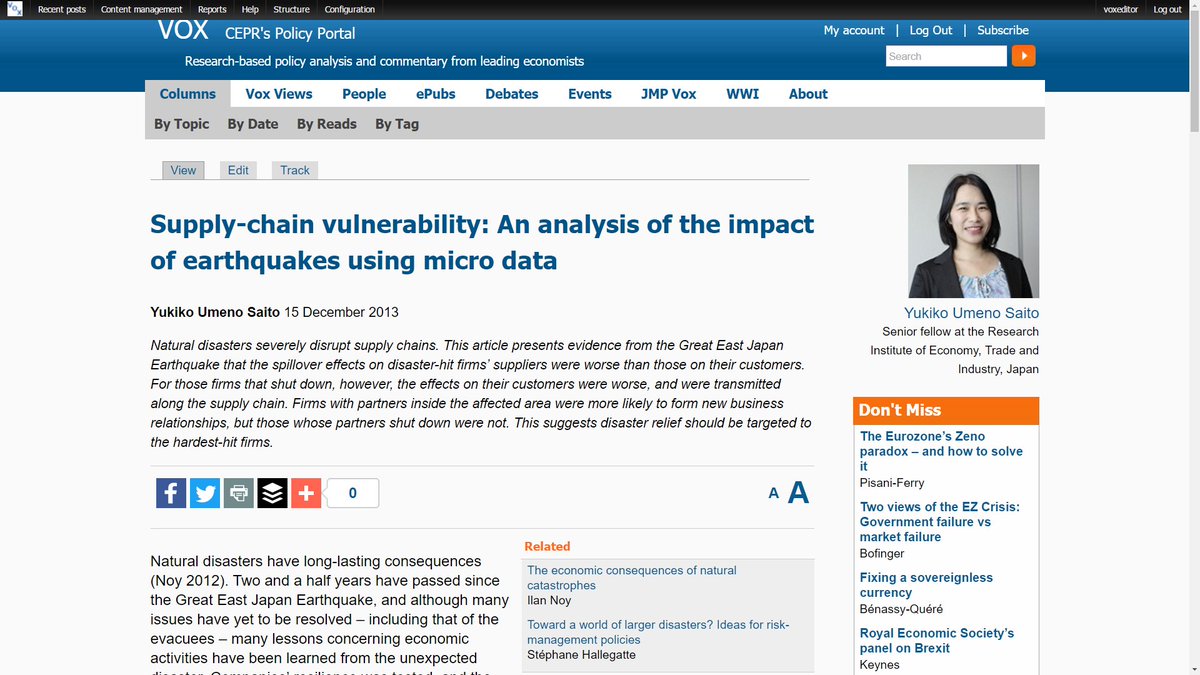 Recent posts Content management Reports Help Structure Configuration voxeditor Log out
VOX CEPR's Policy Portal
My account | Log Out | Subscribe
Research-based policy analysis and commentary from leading economists
Search
Columns Vox Views People ePubs Debates Events JMP Vox WWI About
By Topic By Date By Reads By Tag
View Edit Track
Supply-chain vulnerability: An analysis of the impact
of earthquakes using micro data
Yukiko Umeno Saito 15 December 2013
Natural disasters severely disrupt supply chains. This article presents evidence from the Great East Japan
Earthquake that the spillover effects on disaster-hit firms' suppliers were worse than those on their customers.
For those firms that shut down, however, the effects on their customers were worse, and were transmitted
along the supply chain. Firms with partners inside the affected area were more likely to form new business
relationships, but those whose partners shut down were not. This suggests disaster relief should be targeted to
the hardest-hit firms.
0
A A
Natural disasters have long-lasting consequences
(Noy 2012). Two and a half years have passed since
the Great East Japan Earthquake, and although many
issues have yet to be resolved – including that of the
evacuees – many lessons concerning economic
activities have been learned from the unexpected
disaster. Companies' resilience was tested, and the
Related
The economic consequences of natural
catastrophes
Ilan Noy
Toward a world of larger disasters? Ideas for risk-
management policies
Stéphane Hallegatte
Yukiko Umeno Saito
Senior fellow at the Research
Institute of Economy, Trade and
Industry, Japan
Don't Miss
The Eurozone's Zeno
paradox – and how to solve
it
Pisani-Ferry
Two views of the EZ Crisis:
Government failure vs
market failure
Bofinger
Fixing a sovereignless
currency
Bénassy-Quéré
Royal Economic Society's
panel on Brexit
Keynes